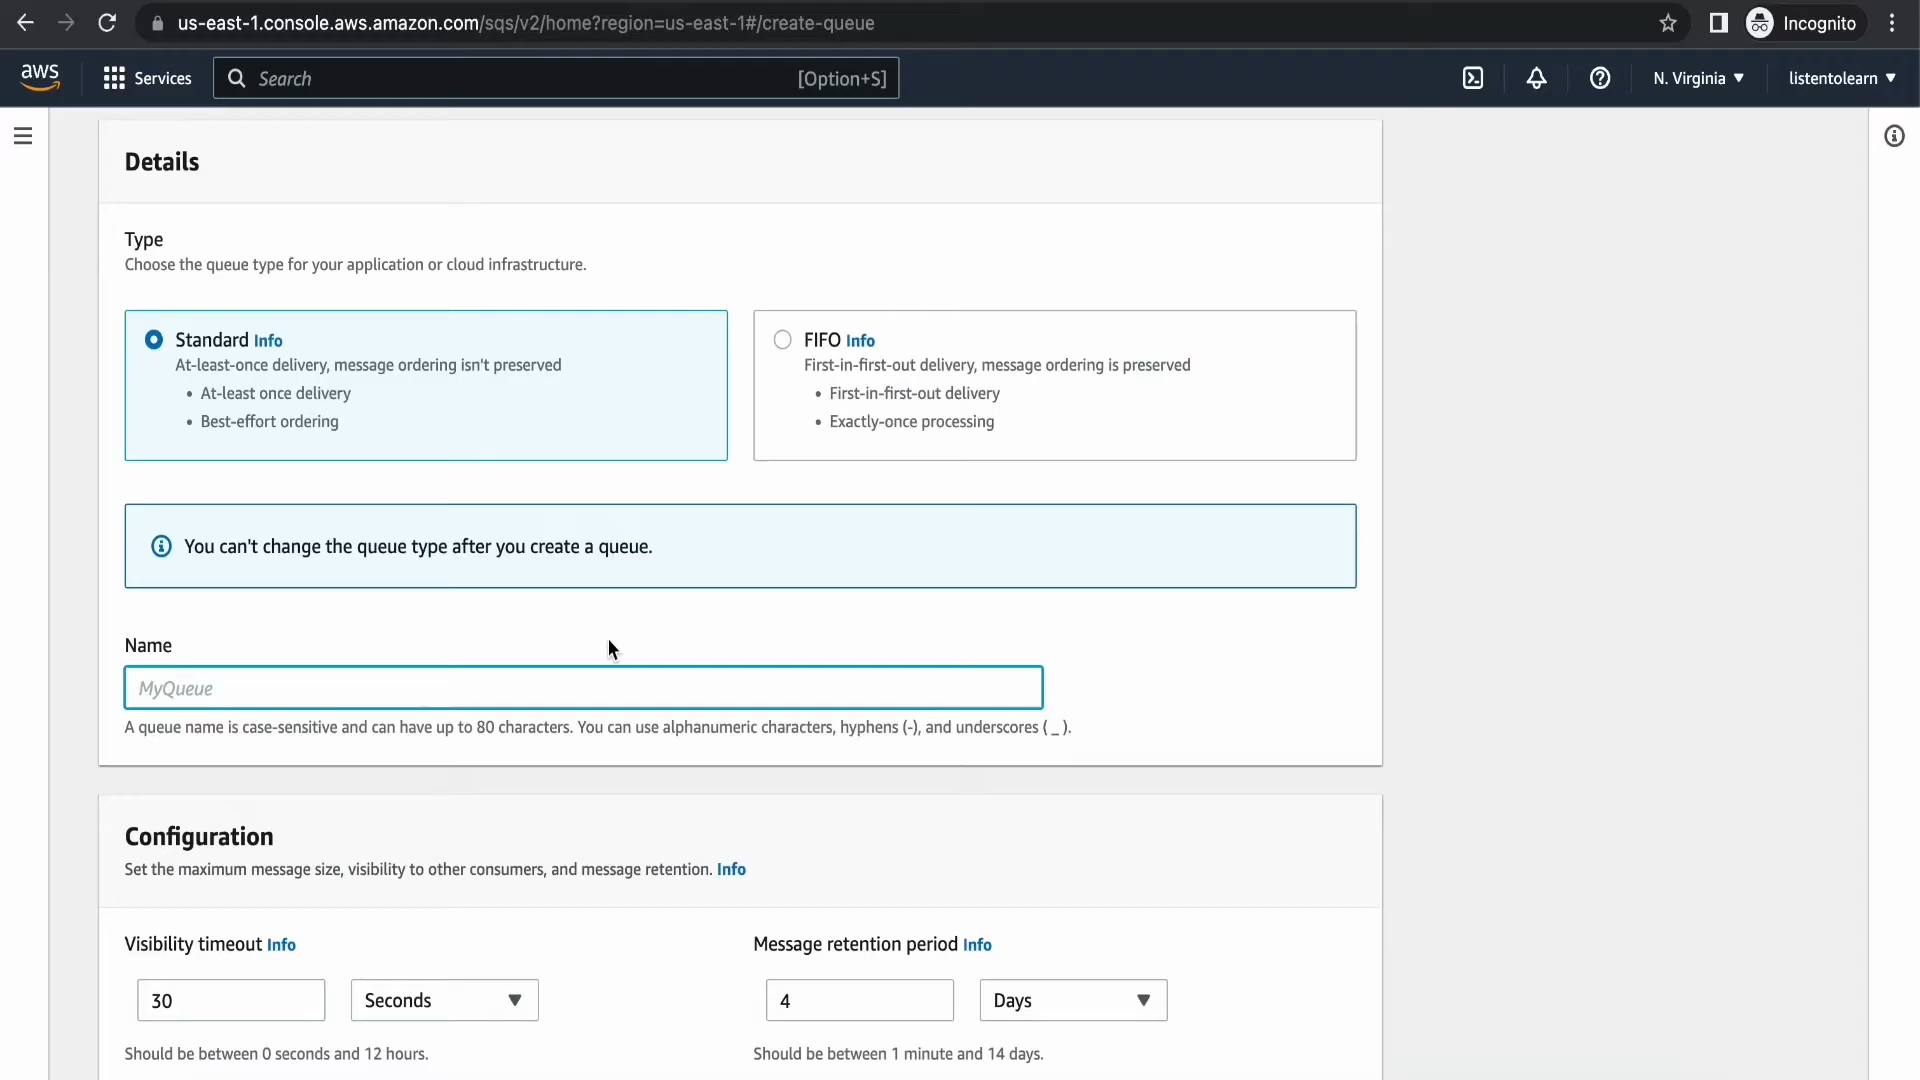 us-east-1.console.aws.amazon.com/sqs/v2/home?region=us-east-1#/create-queue
Incognito
aws
Services
Search
[Option+S]
N. Virginia ▼
listentolearn ▼
Details
Type
Choose the queue type for your application or cloud infrastructure.
Standard Info
At-least-once delivery, message ordering isn't preserved
• At-least once delivery
• Best-effort ordering
FIFO Info
First-in-first-out delivery, message ordering is preserved
• First-in-first-out delivery
• Exactly-once processing
You can't change the queue type after you create a queue.
Name
MyQueue
A queue name is case-sensitive and can have up to 80 characters. You can use alphanumeric characters, hyphens (-), and underscores ( _ ).
Configuration
Set the maximum message size, visibility to other consumers, and message retention. Info
Visibility timeout Info
30
Seconds
Should be between 0 seconds and 12 hours.
Message retention period Info
4
Days
Should be between 1 minute and 14 days.